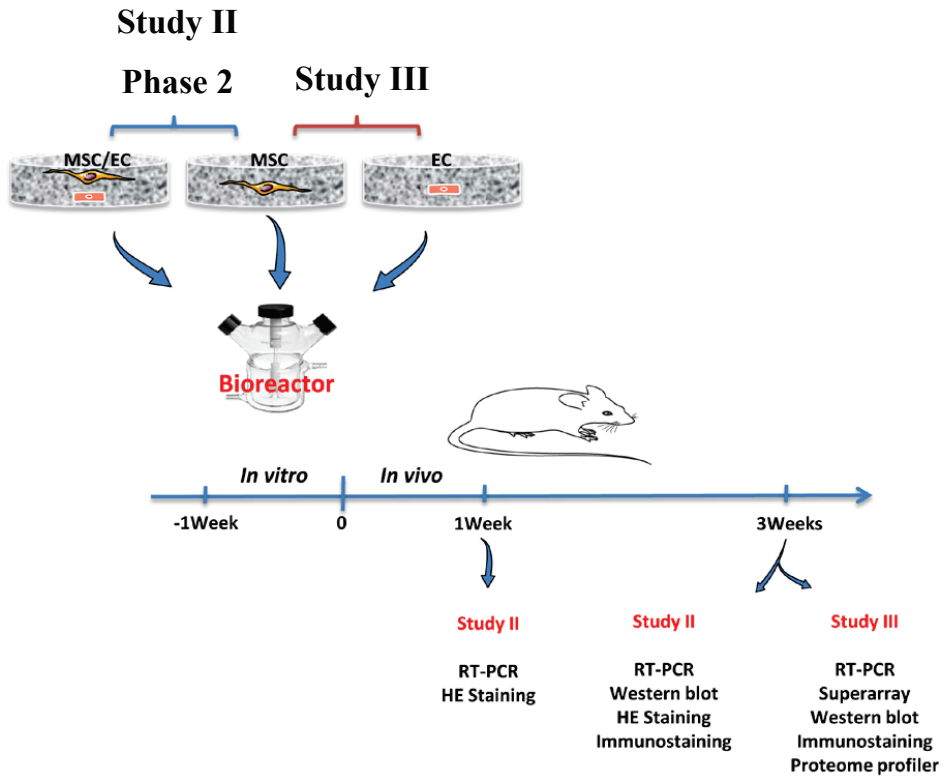 Study II
Phase 2
Study III
MSC/EC
MSC
EC
Bioreactor
In vitro
In vivo
-1Week
0
1Week
3Weeks
Study II
RT-PCR
HE Staining
Study II
RT-PCR
Western blot
HE Staining
Immunostaining
Study III
RT-PCR
Superarray
Western blot
Immunostaining
Proteome profiler